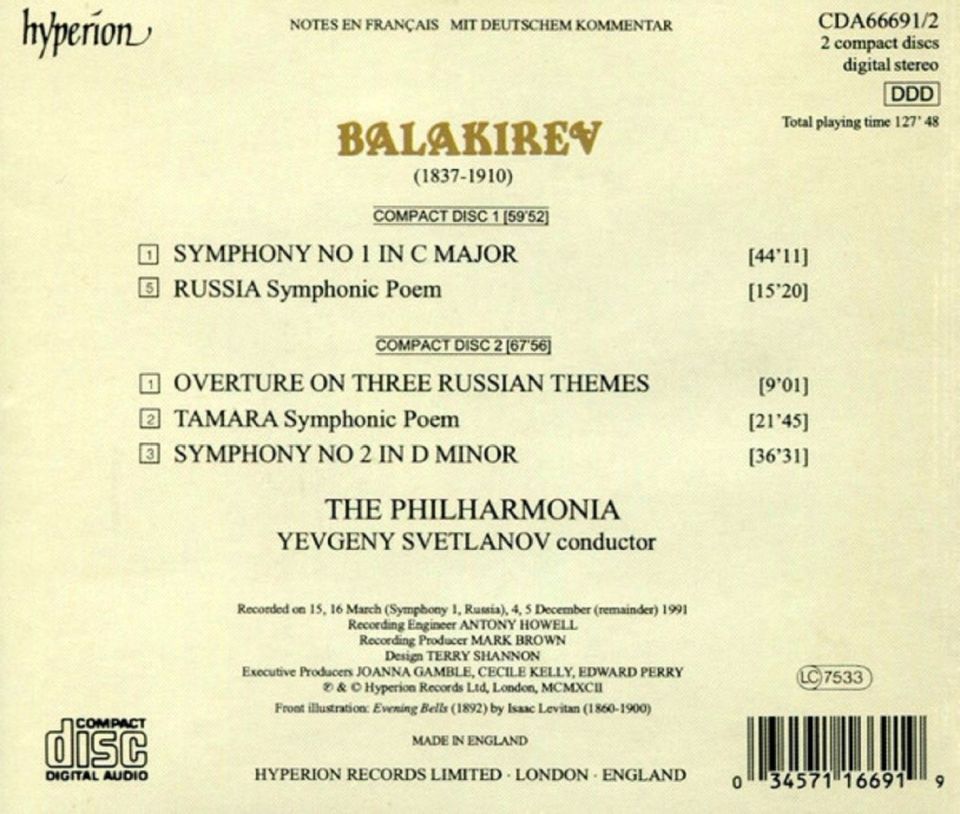 hyperion
NOTES EN FRANÇAIS MIT DEUTSCHEM KOMMENTAR
CDA66691/2
2 compact discs
digital stereo
DDD
Total playing time 127' 48
BALAKIREV
(1837-1910)
COMPACT DISC 1 [59'52]
1 SYMPHONY NO 1 IN C MAJOR [44'11]
5 RUSSIA Symphonic Poem [15'20]
COMPACT DISC 2 [67'56]
1 OVERTURE ON THREE RUSSIAN THEMES [9'01]
2 TAMARA Symphonic Poem [21'45]
3 SYMPHONY NO 2 IN D MINOR [36'31]
THE PHILHARMONIA
YEVGENY SVETLANOV conductor
Recorded on 15, 16 March (Symphony 1, Russia), 4, 5 December (remainder) 1991
Recording Engineer ANTONY HOWELL
Recording Producer MARK BROWN
Design TERRY SHANNON
Executive Producers JOANNA GAMBLE, CECILE KELLY, EDWARD PERRY
℗ & © Hyperion Records Ltd, London, MCMXCII
Front illustration: Evening Bells (1892) by Isaac Levitan (1860-1900)
LC 7533
MADE IN ENGLAND
COMPACT
disc
DIGITAL AUDIO
HYPERION RECORDS LIMITED · LONDON · ENGLAND
0 34571 16691 9